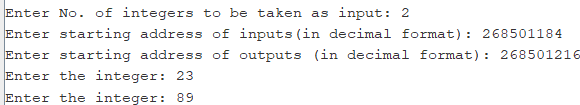 Enter No. of integers to be taken as input: 2
Enter starting address of inputs(in decimal format): 268501184
Enter starting address of outputs (in decimal format): 268501216
Enter the integer: 23
Enter the integer: 89